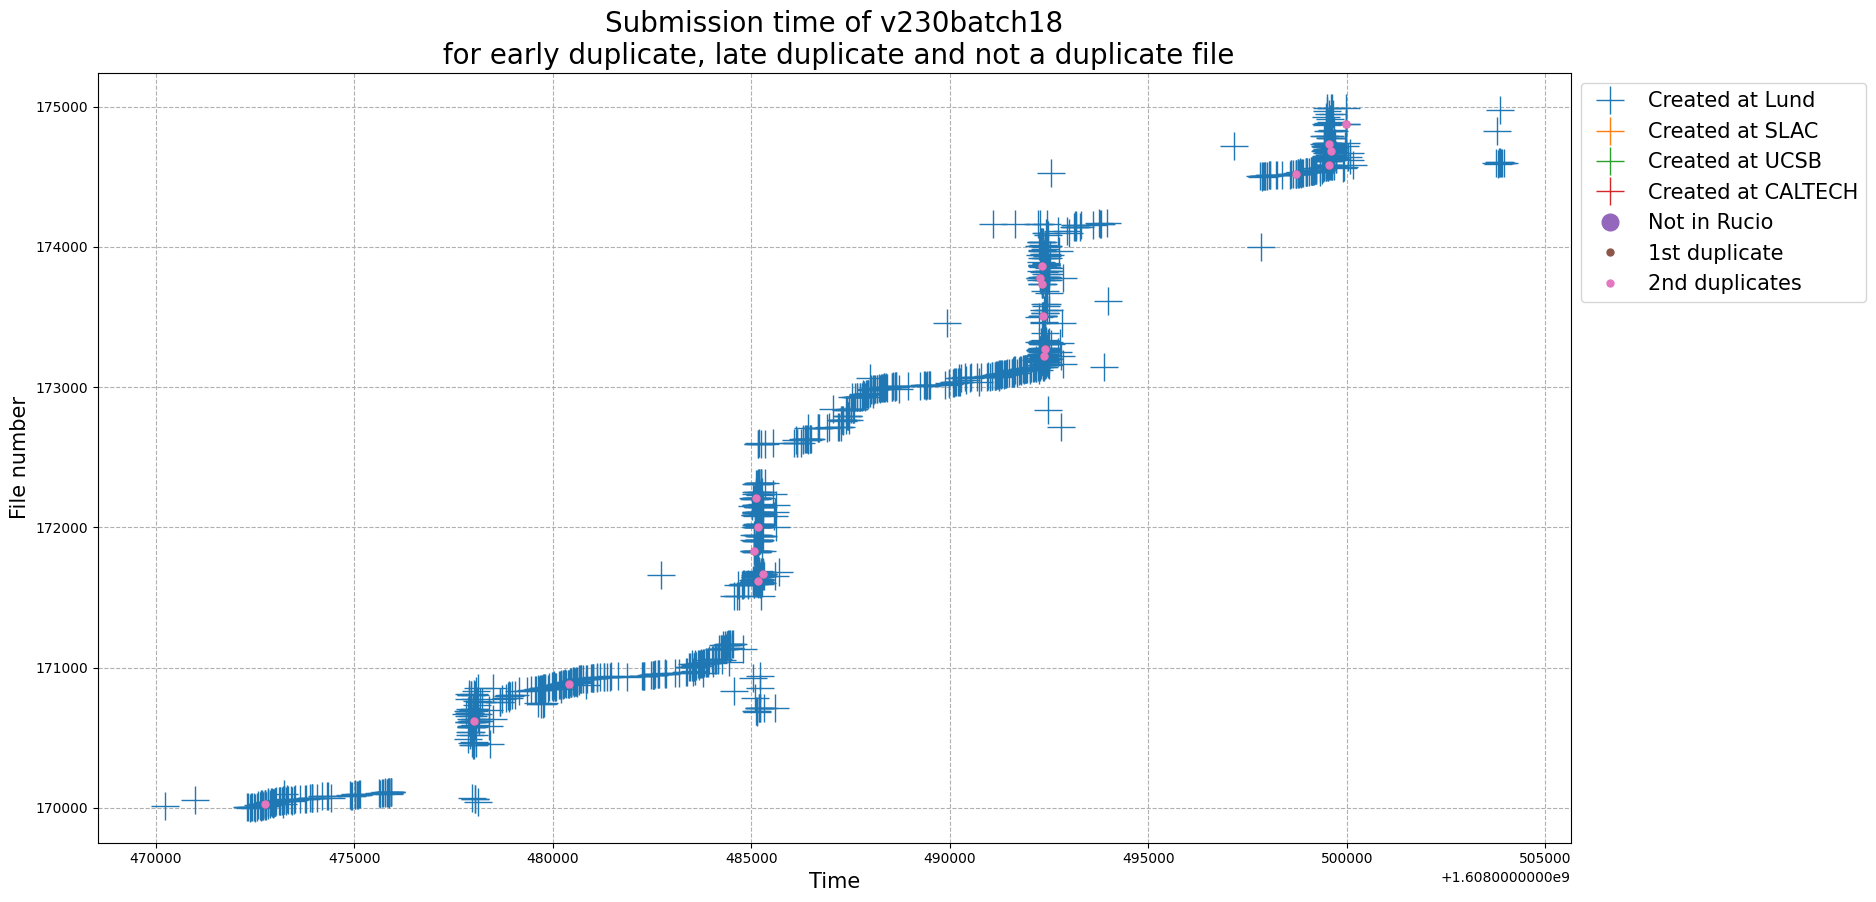 Submission time of v230batch18
for early duplicate, late duplicate and not a duplicate file
Created at Lund
Created at SLAC
Created at UCSB
Created at CALTECH
Not in Rucio
1st duplicate
2nd duplicates
File number
175000
174000
173000
172000
171000
170000
470000 475000 480000 485000 490000 495000 500000 505000
+1.6080000000e9
Time